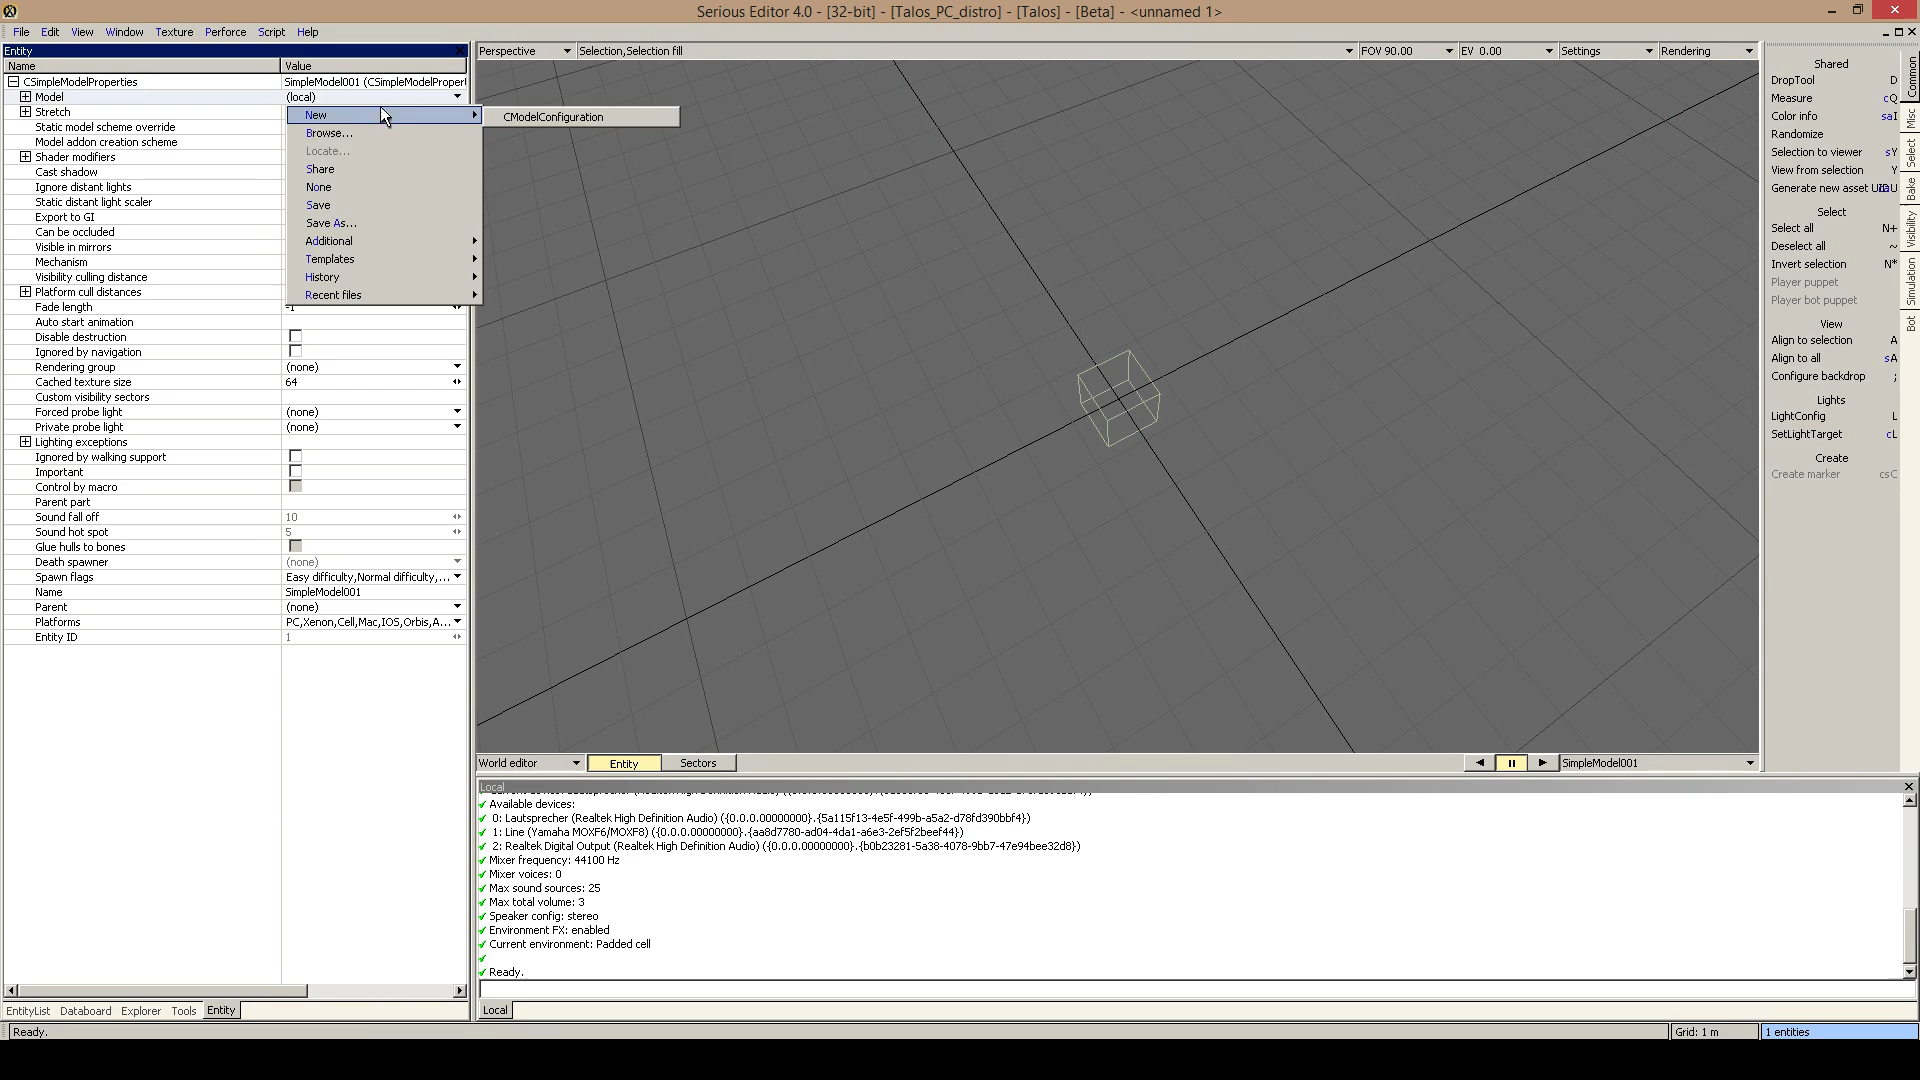 Serious Editor 4.0 - [32-bit] - [Talos_PC_distro] - [Talos] - [Beta] - <unnamed 1>
File Edit View Window Texture Perforce Script Help
Entity
Name Value
CSimpleModelProperties SimpleModel001 (CSimpleModelProper
Model (local)
Stretch
Static model scheme override
Model addon creation scheme
Shader modifiers
Cast shadow
Ignore distant lights
Static distant light scaler
Export to GI
Can be occluded
Visible in mirrors
Mechanism
Visibility culling distance
Platform cull distances
Fade length -1
Auto start animation
Disable destruction
Ignored by navigation
Rendering group (none)
Cached texture size 64
Custom visibility sectors
Forced probe light (none)
Private probe light (none)
Lighting exceptions
Ignored by walking support
Important
Control by macro
Parent part
Sound fall off 10
Sound hot spot 5
Glue hulls to bones
Death spawner (none)
Spawn flags Easy difficulty,Normal difficulty,...
Name SimpleModel001
Parent (none)
Platforms PC,Xenon,Cell,Mac,IOS,Orbis,A...
Entity ID 1
New
Browse...
Locate...
Share
None
Save
Save As...
Additional
Templates
History
Recent files
CModelConfiguration
EntityList Databoard Explorer Tools Entity
Perspective Selection,Selection fill FOV 90.00 EV 0.00 Settings Rendering
World editor Entity Sectors SimpleModel001
Local
Available devices:
0: Lautsprecher (Realtek High Definition Audio) ({0.0.0.00000000}.{5a115f13-4e5f-499b-a5a2-d78fd390bbf4})
1: Line (Yamaha MOXF6/MOXF8) ({0.0.0.00000000}.{aa8d7780-ad04-4da1-a6e3-2ef5f2beef44})
2: Realtek Digital Output (Realtek High Definition Audio) ({0.0.0.00000000}.{b0b23281-5a38-4078-9bb7-47e94bee32d8})
Mixer frequency: 44100 Hz
Mixer voices: 0
Max sound sources: 25
Max total volume: 3
Speaker config: stereo
Environment FX: enabled
Current environment: Padded cell
Ready.
Local
Shared
DropTool D
Measure cQ
Color info saI
Randomize
Selection to viewer sY
View from selection Y
Generate new asset U
Select
Select all N+
Deselect all ~
Invert selection N*
Player puppet
Player bot puppet
View
Align to selection A
Align to all sA
Configure backdrop ;
Lights
LightConfig L
SetLightTarget cL
Create
Create marker csC
Common
Misc
Select
Bake
Visibility
Simulation
Bot
Ready. Grid: 1 m 1 entities